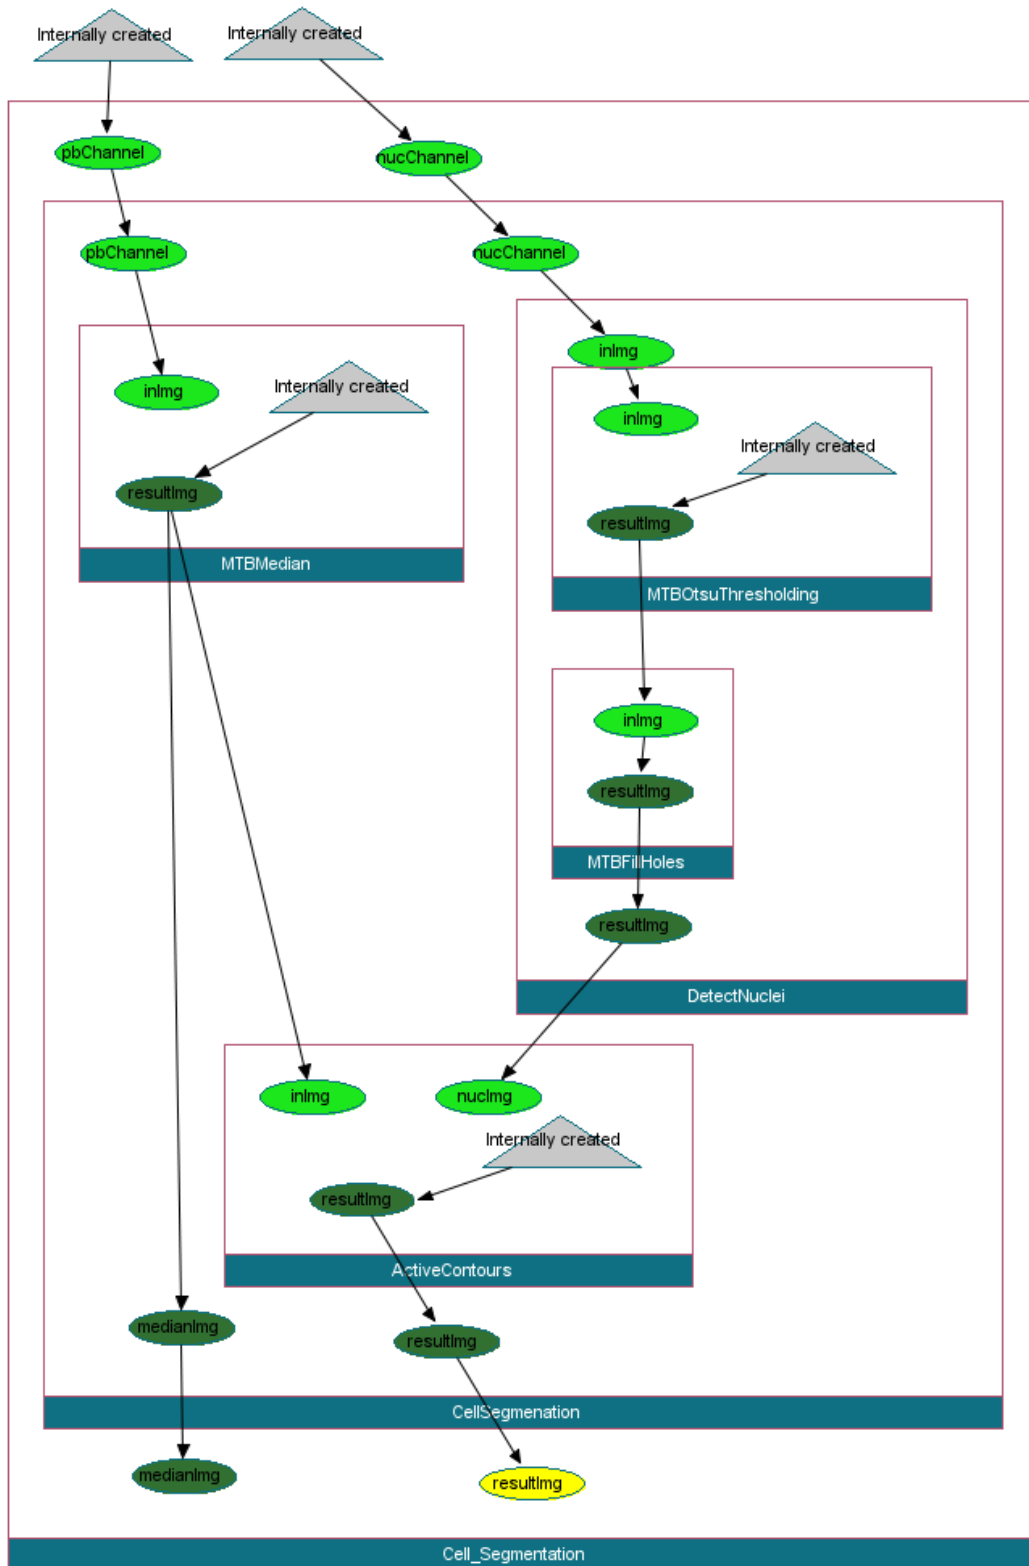 Internally created
Internally created
pbChannel
nucChannel
pbChannel
nucChannel
inImg
inImg
Internally created
inImg
Internally created
resultImg
resultImg
MTBMedian
MTBOtsuThresholding
inImg
resultImg
MTBFillHoles
resultImg
DetectNuclei
inImg
nucImg
Internally created
resultImg
ActiveContours
medianImg
resultImg
CellSegmenation
medianImg
resultImg
Cell_Segmentation